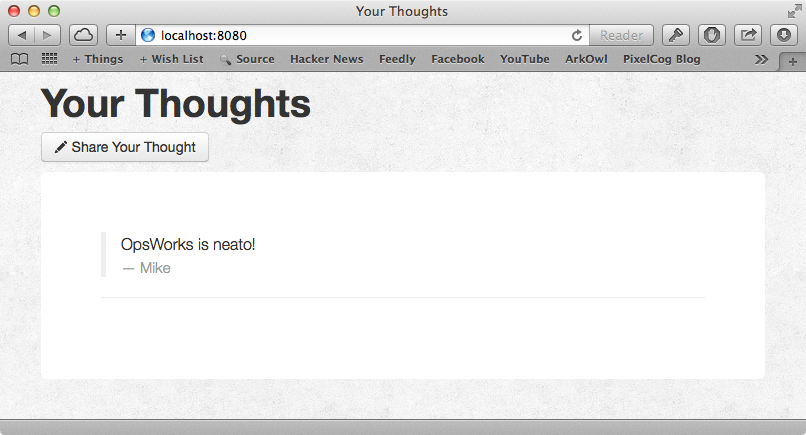 Your Thoughts
localhost:8080
Reader
+ Things + Wish List Source Hacker News Feedly Facebook YouTube ArkOwl PixelCog Blog
Your Thoughts
Share Your Thought
OpsWorks is neato!
— Mike